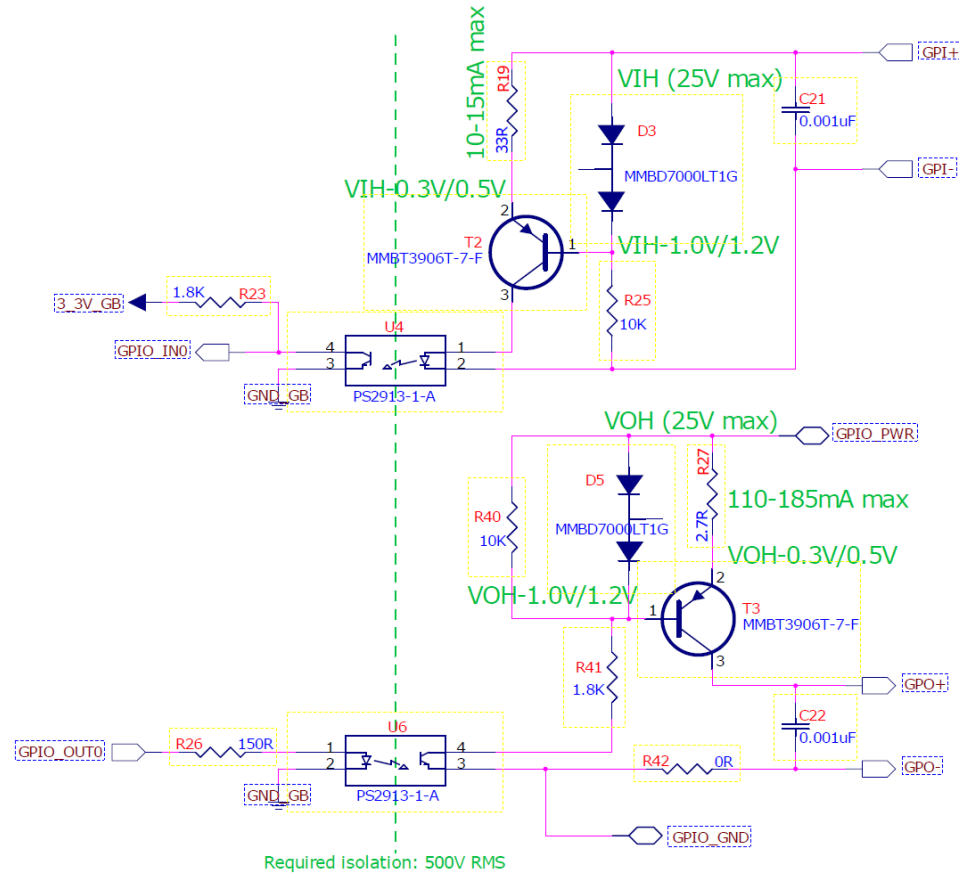 GPI+
10-15mA max
R19
33R
VIH (25V max)
C21
0.001uF
D3
MMBD7000LT1G
GPI-
VIH-0.3V/0.5V
2
T2
MMBT3906T-7-F
1
VIH-1.0V/1.2V
3
R25
10K
1.8K
R23
3_3V_GB
U4
GPIO_IN0
4
1
3
2
GND_GB
PS2913-1-A
VOH (25V max)
GPIO_PWR
R27
2.7R
D5
110-185mA max
R40
10K
MMBD7000LT1G
VOH-0.3V/0.5V
2
VOH-1.0V/1.2V
1
T3
MMBT3906T-7-F
3
R41
1.8K
GPO+
C22
0.001uF
U6
GPIO_OUT0
R26
150R
1
4
2
3
R42
0R
GPO-
GND_GB
PS2913-1-A
GPIO_GND
Required isolation: 500V RMS